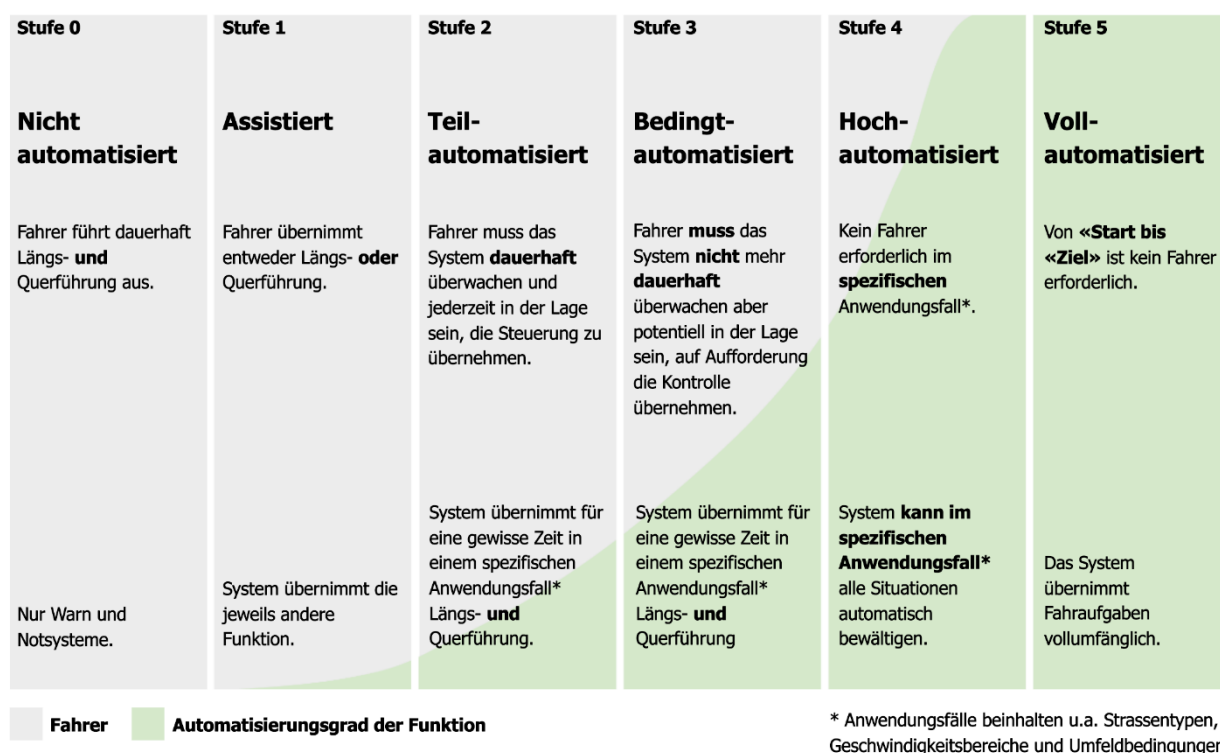 Stufe 0
Nicht
automatisiert
Fahrer führt dauerhaft
Längs- und
Querführung aus.
Nur Warn und
Notsysteme.
Stufe 1
Assistiert
Fahrer übernimmt
entweder Längs- oder
Querführung.
System übernimmt die
jeweils andere
Funktion.
Stufe 2
Teil-
automatisiert
Fahrer muss das
System dauerhaft
überwachen und
jederzeit in der Lage
sein, die Steuerung zu
übernehmen.
System übernimmt für
eine gewisse Zeit in
einem spezifischen
Anwendungsfall*
Längs- und
Querführung.
Stufe 3
Bedingt-
automatisiert
Fahrer muss das
System nicht mehr
dauerhaft
überwachen aber
potentiell in der Lage
sein, auf Aufforderung
die Kontrolle
übernehmen.
System übernimmt für
eine gewisse Zeit in
einem spezifischen
Anwendungsfall*
Längs- und
Querführung
Stufe 4
Hoch-
automatisiert
Kein Fahrer
erforderlich im
spezifischen
Anwendungsfall*.
System kann im
spezifischen
Anwendungsfall*
alle Situationen
automatisch
bewältigen.
Stufe 5
Voll-
automatisiert
Von «Start bis
«Ziel» ist kein Fahrer
erforderlich.
Das System
übernimmt
Fahraufgaben
vollumfänglich.
Fahrer
Automatisierungsgrad der Funktion
* Anwendungsfälle beinhalten u.a. Strassentypen,
Geschwindigkeitsbereiche und Umfeldbedingungen